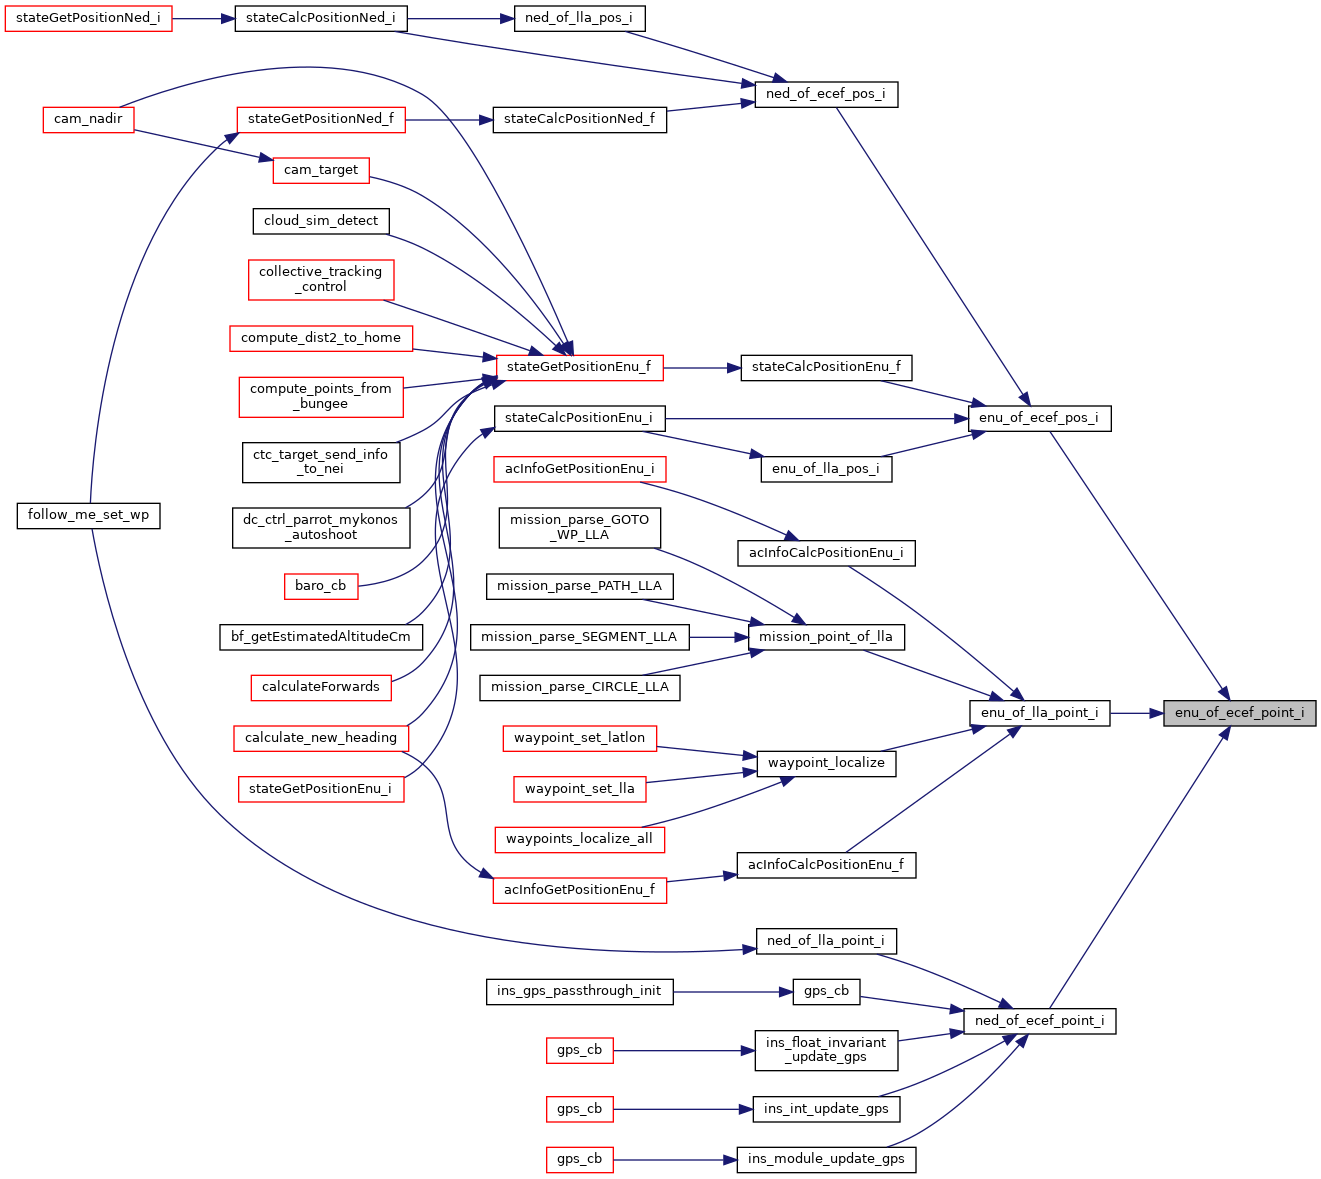 stateGetPositionNed_i
stateCalcPositionNed_i
ned_of_lla_pos_i
ned_of_ecef_pos_i
cam_nadir
stateGetPositionNed_f
stateCalcPositionNed_f
cam_target
cloud_sim_detect
collective_tracking
_control
compute_dist2_to_home
stateGetPositionEnu_f
stateCalcPositionEnu_f
compute_points_from
_bungee
stateCalcPositionEnu_i
enu_of_ecef_pos_i
ctc_target_send_info
_to_nei
acInfoGetPositionEnu_i
enu_of_lla_pos_i
follow_me_set_wp
dc_ctrl_parrot_mykonos
_autoshoot
mission_parse_GOTO
_WP_LLA
acInfoCalcPositionEnu_i
baro_cb
mission_parse_PATH_LLA
bf_getEstimatedAltitudeCm
mission_parse_SEGMENT_LLA
mission_point_of_lla
calculateForwards
mission_parse_CIRCLE_LLA
enu_of_lla_point_i
enu_of_ecef_point_i
calculate_new_heading
waypoint_set_latlon
waypoint_localize
stateGetPositionEnu_i
waypoint_set_lla
waypoints_localize_all
acInfoCalcPositionEnu_f
acInfoGetPositionEnu_f
ned_of_lla_point_i
ins_gps_passthrough_init
gps_cb
ned_of_ecef_point_i
gps_cb
ins_float_invariant
_update_gps
gps_cb
ins_int_update_gps
gps_cb
ins_module_update_gps